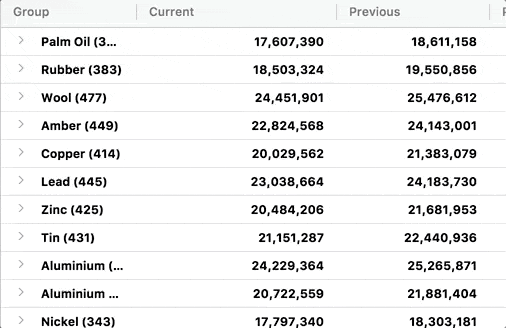 Group Current Previous
Palm Oil (3... 17,607,390 18,611,158
Rubber (383) 18,503,324 19,550,856
Wool (477) 24,451,901 25,476,612
Amber (449) 22,824,568 24,143,001
Copper (414) 20,029,562 21,383,079
Lead (445) 23,038,664 24,183,730
Zinc (425) 20,484,206 21,681,953
Tin (431) 21,151,287 22,440,936
Aluminium (... 24,229,364 25,265,871
Aluminium ... 20,722,559 21,881,404
Nickel (343) 17,797,340 18,303,181